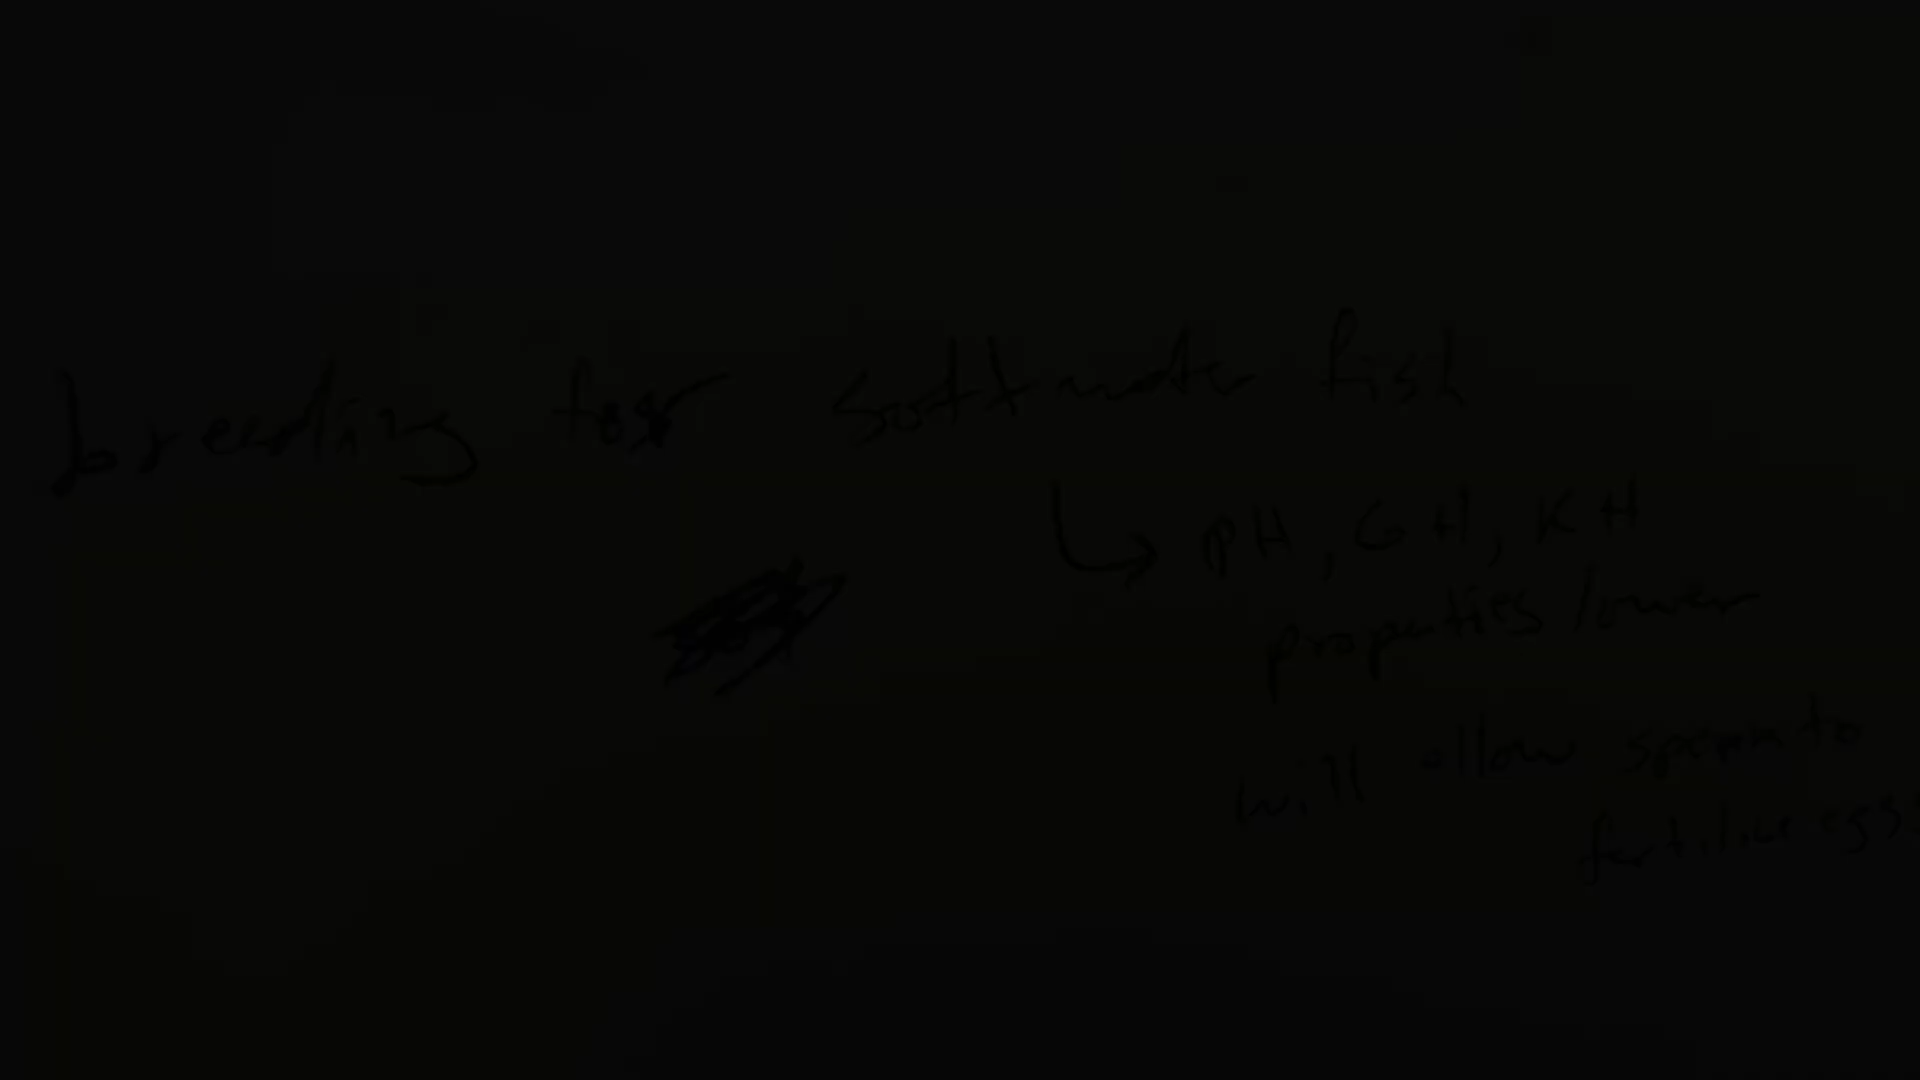 breeding for softwater fish
↳ pH, GH, KH
properties lower
will allow sperm to
fertilize eggs